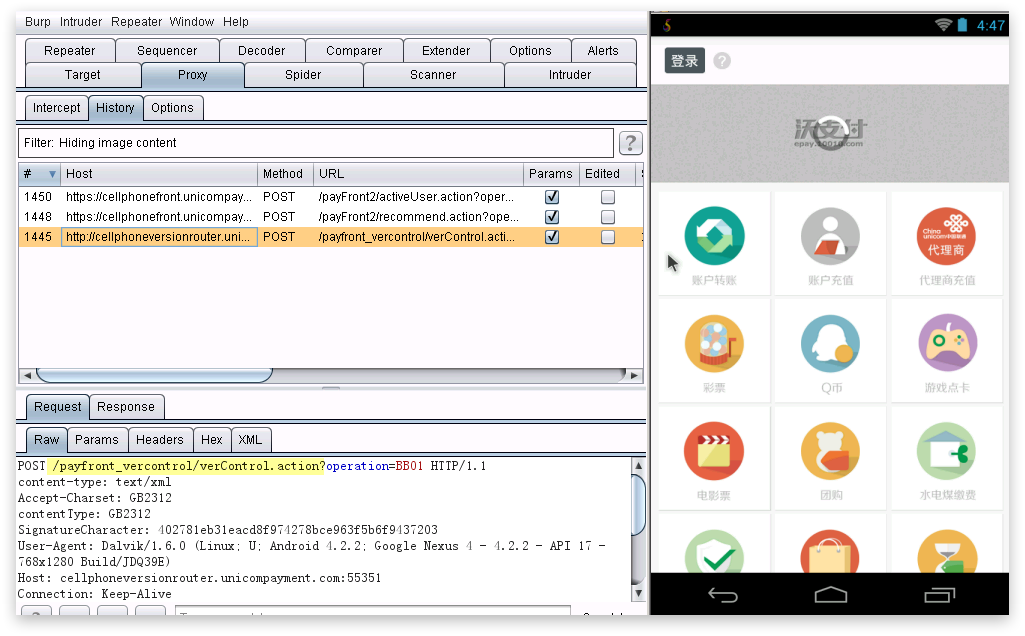 Burp Intruder Repeater Window Help
Repeater Sequencer Decoder Comparer Extender Options Alerts
Target Proxy Spider Scanner Intruder
Intercept History Options
Filter: Hiding image content
?
# Host Method URL Params Edited
1450 https://cellphonefront.unicompay... POST /payFront2/activeUser.action?oper...
1448 https://cellphonefront.unicompay... POST /payFront2/recommend.action?ope...
1445 http://cellphoneversionrouter.uni... POST /payfront_vercontrol/verControl.acti...
Request Response
Raw Params Headers Hex XML
POST /payfront_vercontrol/verControl.action?operation=BB01 HTTP/1.1
content-type: text/xml
Accept-Charset: GB2312
contentType: GB2312
SignatureCharacter: 402781eb31eacd8f974278bce963f5b6f9437203
User-Agent: Dalvik/1.6.0 (Linux; U; Android 4.2.2; Google Nexus 4 - 4.2.2 - API 17 -
768x1280 Build/JDQ39E)
Host: cellphoneversionrouter.unicompayment.com:55351
Connection: Keep-Alive
4:47
登录 ?
沃支付
epay.10010.com
China
unicom中国联通
代理商
账户转账 账户充值 代理商充值
彩票 Q币 游戏点卡
电影票 团购 水电煤缴费